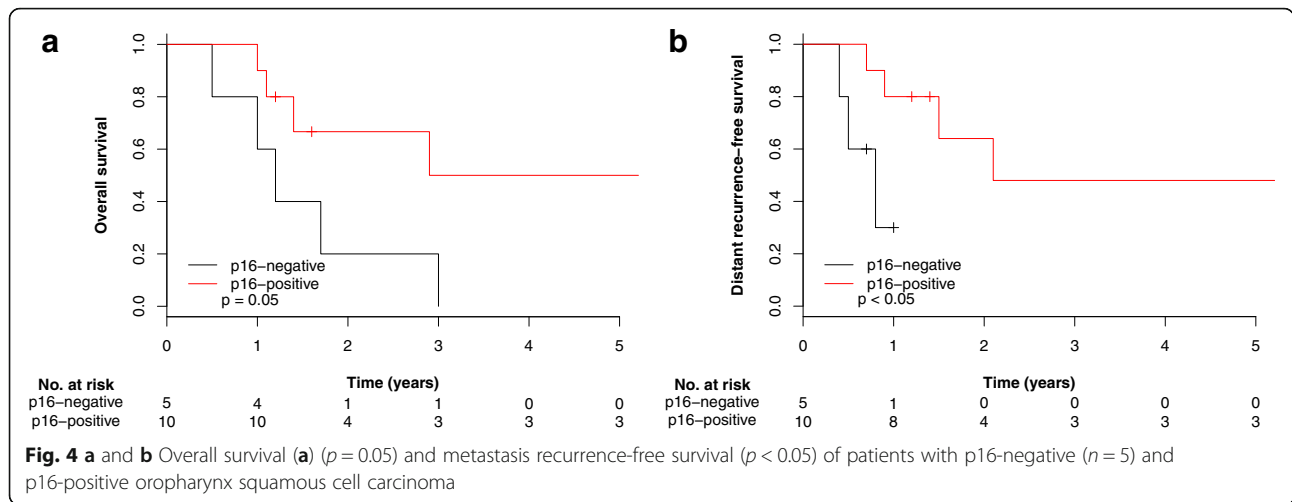 a
1.0
0.8
0.6
0.4
0.2
0.0
Overall survival
p16−negative
p16−positive
p = 0.05
0 1 2 3 4 5
No. at risk
Time (years)
p16−negative 5 4 1 1 0 0
p16−positive 10 10 4 3 3 3
b
1.0
0.8
0.6
0.4
0.2
0.0
Distant recurrence−free survival
p16−negative
p16−positive
p < 0.05
0 1 2 3 4 5
No. at risk
Time (years)
p16−negative 5 1 0 0 0 0
p16−positive 10 8 4 3 3 3
Fig. 4 a and b Overall survival (a) (p = 0.05) and metastasis recurrence-free survival (p < 0.05) of patients with p16-negative (n = 5) and
p16-positive oropharynx squamous cell carcinoma